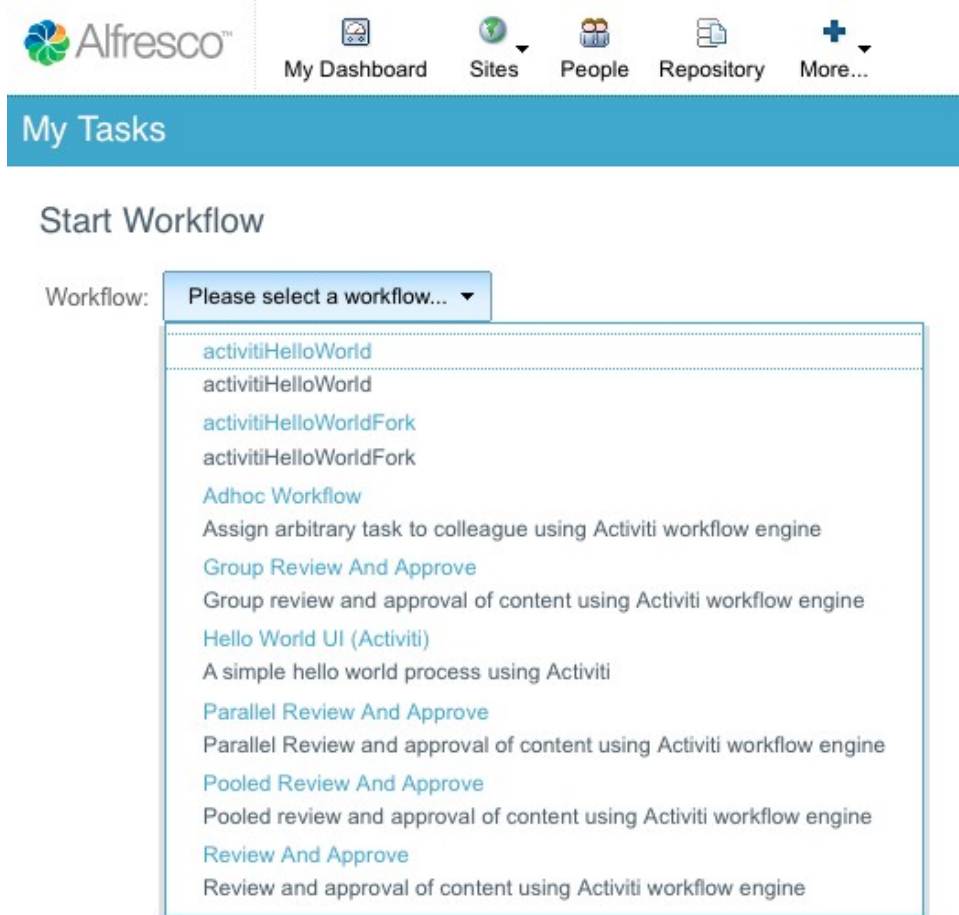 Alfresco™
My Dashboard Sites People Repository More...
My Tasks
Start Workflow
Workflow: Please select a workflow...
activitiHelloWorld
activitiHelloWorld
activitiHelloWorldFork
activitiHelloWorldFork
Adhoc Workflow
Assign arbitrary task to colleague using Activiti workflow engine
Group Review And Approve
Group review and approval of content using Activiti workflow engine
Hello World UI (Activiti)
A simple hello world process using Activiti
Parallel Review And Approve
Parallel Review and approval of content using Activiti workflow engine
Pooled Review And Approve
Pooled review and approval of content using Activiti workflow engine
Review And Approve
Review and approval of content using Activiti workflow engine